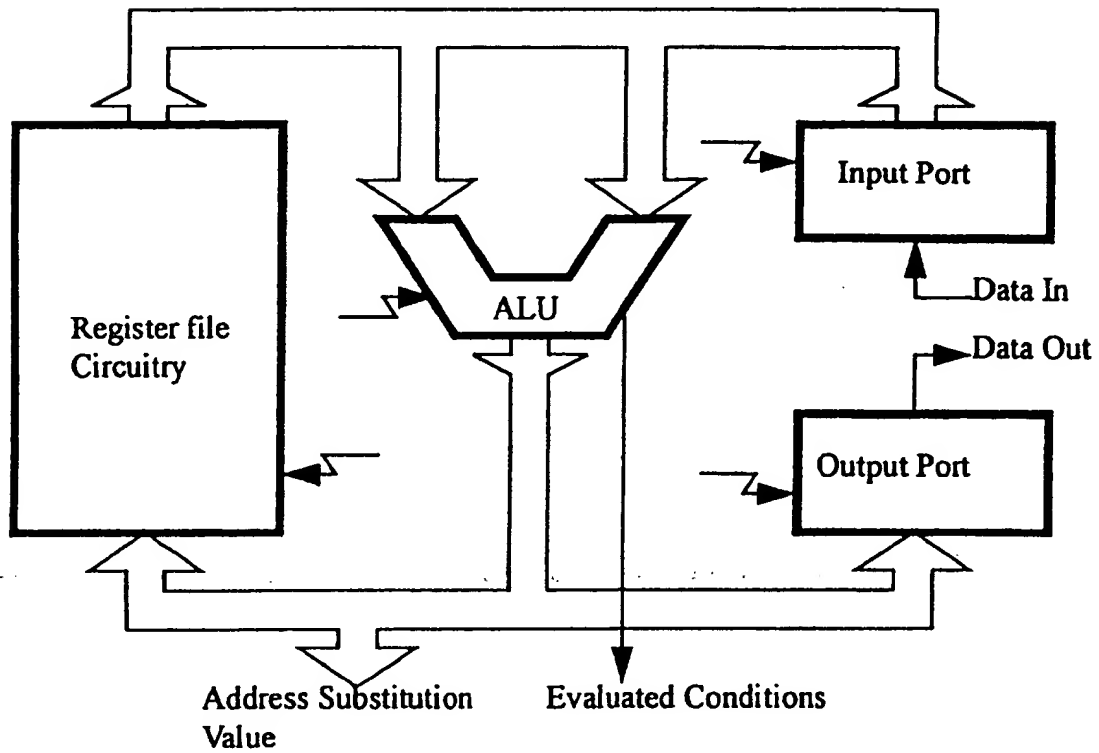 Input Port
Data In
ALU
Register file
Circuitry
Data Out
Output Port
Address Substitution
Value
Evaluated Conditions